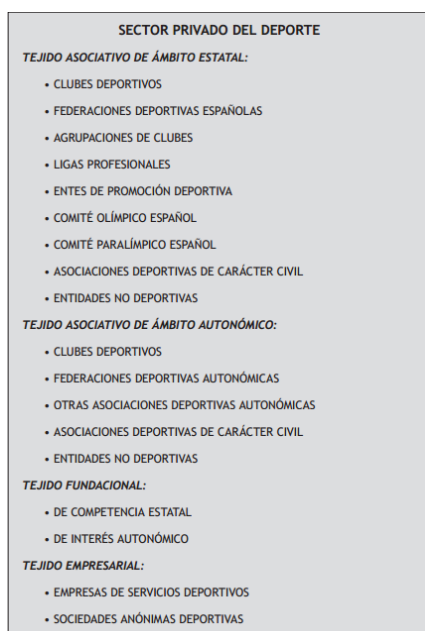 SECTOR PRIVADO DEL DEPORTE
TEJIDO ASOCIATIVO DE ÁMBITO ESTATAL:
• CLUBES DEPORTIVOS
• FEDERACIONES DEPORTIVAS ESPAÑOLAS
• AGRUPACIONES DE CLUBES
• LIGAS PROFESIONALES
• ENTES DE PROMOCIÓN DEPORTIVA
• COMITÉ OLÍMPICO ESPAÑOL
• COMITÉ PARALÍMPICO ESPAÑOL
• ASOCIACIONES DEPORTIVAS DE CARÁCTER CIVIL
• ENTIDADES NO DEPORTIVAS
TEJIDO ASOCIATIVO DE ÁMBITO AUTONÓMICO:
• CLUBES DEPORTIVOS
• FEDERACIONES DEPORTIVAS AUTONÓMICAS
• OTRAS ASOCIACIONES DEPORTIVAS AUTONÓMICAS
• ASOCIACIONES DEPORTIVAS DE CARÁCTER CIVIL
• ENTIDADES NO DEPORTIVAS
TEJIDO FUNDACIONAL:
• DE COMPETENCIA ESTATAL
• DE INTERÉS AUTONÓMICO
TEJIDO EMPRESARIAL:
• EMPRESAS DE SERVICIOS DEPORTIVOS
• SOCIEDADES ANÓNIMAS DEPORTIVAS